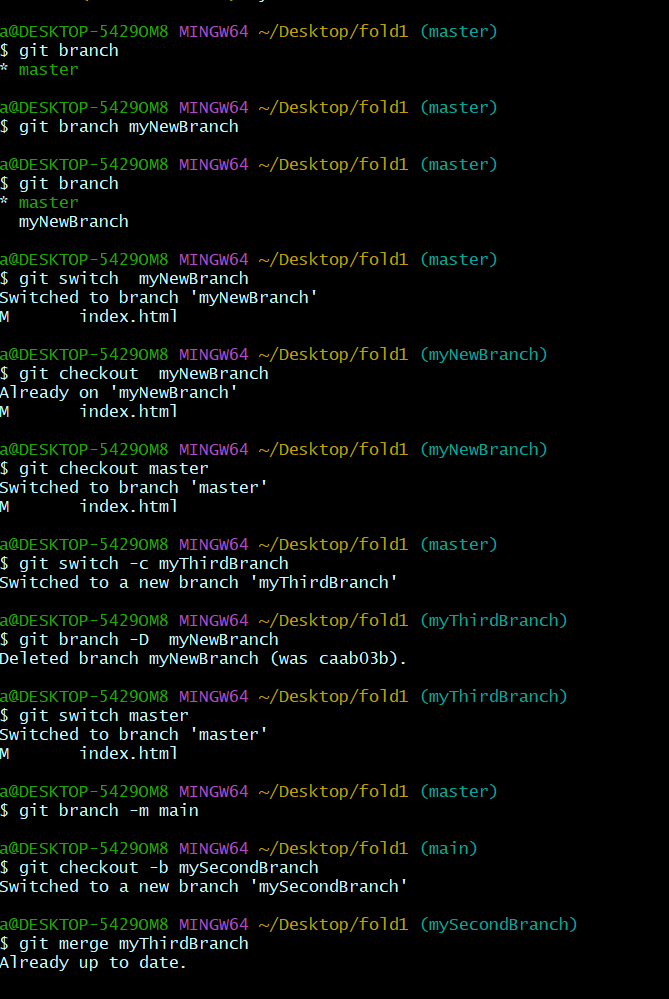 a@DESKTOP-5429OM8 MINGW64 ~/Desktop/fold1 (master)
$ git branch
* master
a@DESKTOP-5429OM8 MINGW64 ~/Desktop/fold1 (master)
$ git branch myNewBranch
a@DESKTOP-5429OM8 MINGW64 ~/Desktop/fold1 (master)
$ git branch
* master
  myNewBranch
a@DESKTOP-5429OM8 MINGW64 ~/Desktop/fold1 (master)
$ git switch  myNewBranch
Switched to branch 'myNewBranch'
M       index.html
a@DESKTOP-5429OM8 MINGW64 ~/Desktop/fold1 (myNewBranch)
$ git checkout  myNewBranch
Already on 'myNewBranch'
M       index.html
a@DESKTOP-5429OM8 MINGW64 ~/Desktop/fold1 (myNewBranch)
$ git checkout master
Switched to branch 'master'
M       index.html
a@DESKTOP-5429OM8 MINGW64 ~/Desktop/fold1 (master)
$ git switch -c myThirdBranch
Switched to a new branch 'myThirdBranch'
a@DESKTOP-5429OM8 MINGW64 ~/Desktop/fold1 (myThirdBranch)
$ git branch -D  myNewBranch
Deleted branch myNewBranch (was caab03b).
a@DESKTOP-5429OM8 MINGW64 ~/Desktop/fold1 (myThirdBranch)
$ git switch master
Switched to branch 'master'
M       index.html
a@DESKTOP-5429OM8 MINGW64 ~/Desktop/fold1 (master)
$ git branch -m main
a@DESKTOP-5429OM8 MINGW64 ~/Desktop/fold1 (main)
$ git checkout -b mySecondBranch
Switched to a new branch 'mySecondBranch'
a@DESKTOP-5429OM8 MINGW64 ~/Desktop/fold1 (mySecondBranch)
$ git merge myThirdBranch
Already up to date.